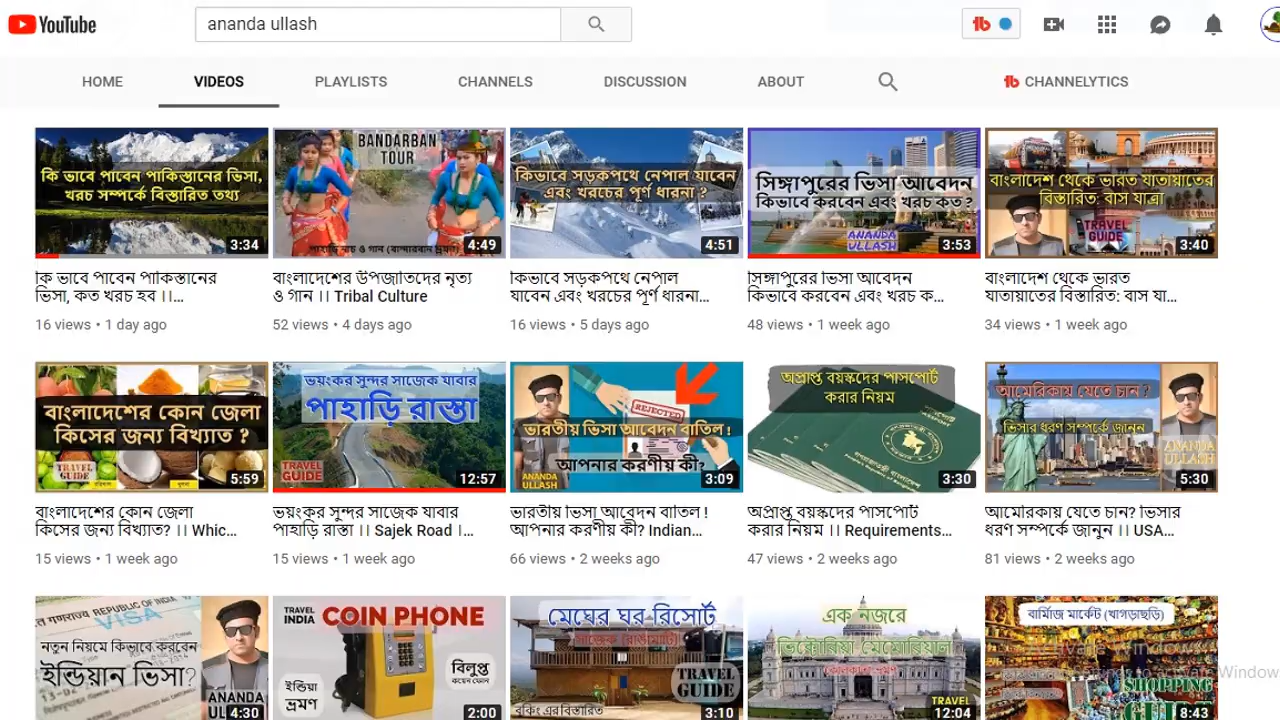 YouTube
ananda ullash
HOME
VIDEOS
PLAYLISTS
CHANNELS
DISCUSSION
ABOUT
CHANNELYTICS
কি ভাবে পাবেন পাকিস্তানের ভিসা,
খরচ সম্পর্কে বিস্তারিত তথ্য
3:34
BANDARBAN
TOUR
4:49
কিভাবে সড়কপথে নেপাল যাবেন
এবং খরচের পূর্ণ ধারনা ?
4:51
সিঙ্গাপুরের ভিসা আবেদন
কিভাবে করবেন এবং খরচ কত ?
ANANDA
ULLASH
3:53
বাংলাদেশ থেকে ভারত যাতায়াতের
বিস্তারিত: বাস যাত্রা
TRAVEL
GUIDE
3:40
কি ভাবে পাবেন পাকিস্তানের
ভিসা, কত খরচ হব ।।...
16 views • 1 day ago
বাংলাদেশের উপজাতিদের নৃত্য
ও গান ।। Tribal Culture
52 views • 4 days ago
কিভাবে সড়কপথে নেপাল
যাবেন এবং খরচের পূর্ণ ধারনা...
16 views • 5 days ago
সিঙ্গাপুরের ভিসা আবেদন
কিভাবে করবেন এবং খরচ ক...
48 views • 1 week ago
বাংলাদেশ থেকে ভারত
যাতায়াতের বিস্তারিত: বাস যা...
34 views • 1 week ago
বাংলাদেশের কোন জেলা
কিসের জন্য বিখ্যাত ?
TRAVEL
GUIDE
5:59
ভয়ংকর সুন্দর সাজেক যাবার
পাহাড়ি রাস্তা
TRAVEL
GUIDE
12:57
REJECTED
ভারতীয় ভিসা আবেদন বাতিল !
আপনার করণীয় কী?
ANANDA
ULLASH
3:09
অপ্রাপ্ত বয়স্কদের পাসপোর্ট
করার নিয়ম
3:30
আমেরিকায় যেতে চান ?
ভিসার ধরণ সম্পর্কে জানুন
ANANDA
ULLASH
5:30
বাংলাদেশের কোন জেলা
কিসের জন্য বিখ্যাত? ।। Whic...
15 views • 1 week ago
ভয়ংকর সুন্দর সাজেক যাবার
পাহাড়ি রাস্তা ।। Sajek Road ।...
15 views • 1 week ago
ভারতীয় ভিসা আবেদন বাতিল !
আপনার করণীয় কী? Indian...
66 views • 2 weeks ago
অপ্রাপ্ত বয়স্কদের পাসপোর্ট
করার নিয়ম ।। Requirements...
47 views • 2 weeks ago
আমেরিকায় যেতে চান? ভিসার
ধরণ সম্পর্কে জানুন ।। USA...
81 views • 2 weeks ago
REPUBLIC OF INDIA
VISA
নতুন নিয়মে কিভাবে করবেন
ইন্ডিয়ান ভিসা?
ANANDA
4:30
TRAVEL
INDIA
COIN PHONE
বিলুপ্ত
কয়েন ফোন
ইন্ডিয়া
ভ্রমণ
2:00
মেঘের ঘর রিসোর্ট
সাজেক (রাঙামাটি)
TRAVEL
GUIDE
বুকিং এর বিস্তারিত
3:10
এক নজরে
ভিক্টোরিয়া মেমোরিয়াল
TRAVEL
12:04
বার্মিজ মার্কেট (খাগড়াছড়ি)
Activate Windows
SHOPPING
8:43